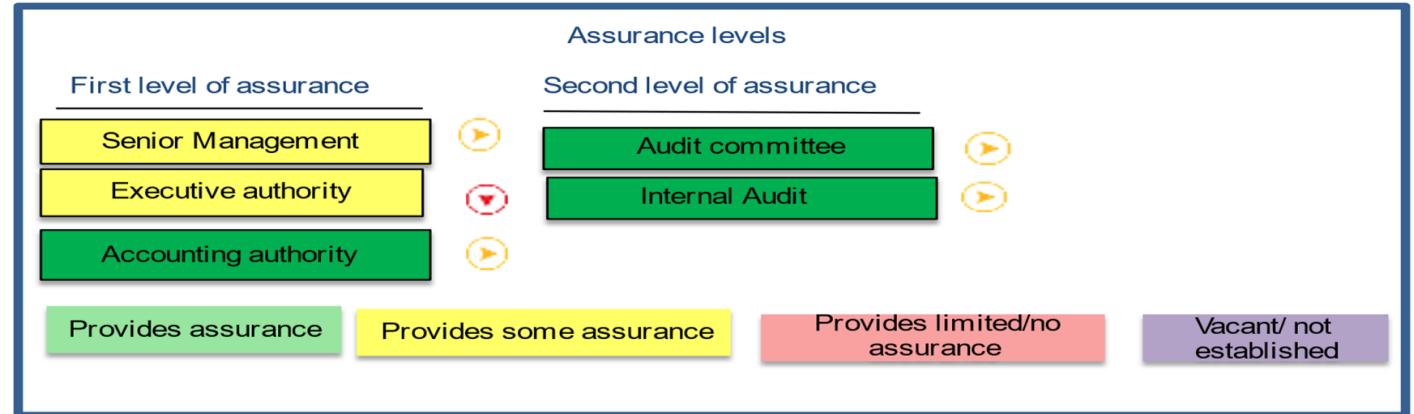 Assurance levels
First level of assurance
Second level of assurance
Senior Management
Audit committee
Executive authority
Internal Audit
Accounting authority
Provides assurance
Provides some assurance
Provides limited/no
assurance
Vacant/ not
established